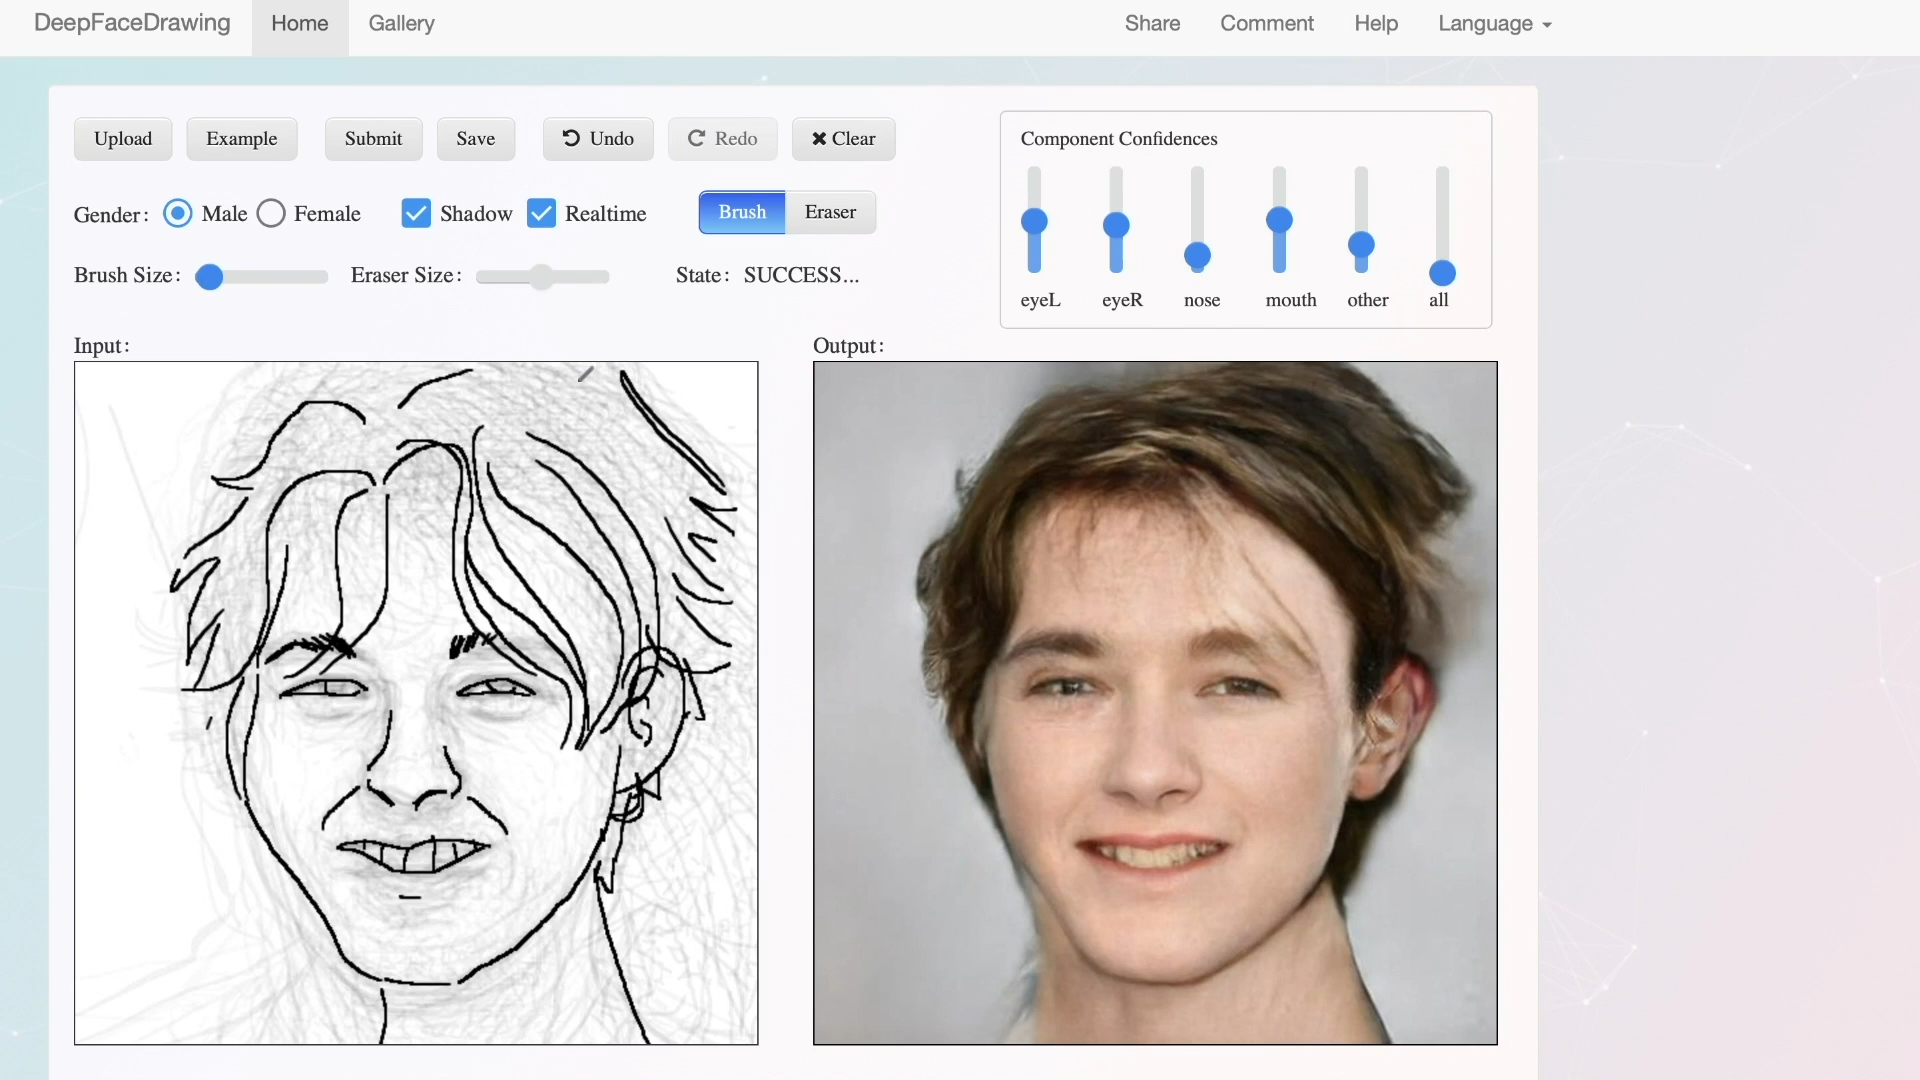 DeepFaceDrawing Home Gallery Share Comment Help Language
Upload Example Submit Save Undo Redo Clear
Component Confidences
Gender: Male Female Shadow Realtime Brush Eraser
Brush Size: Eraser Size: State: SUCCESS...
eyeL eyeR nose mouth other all
Input: Output: